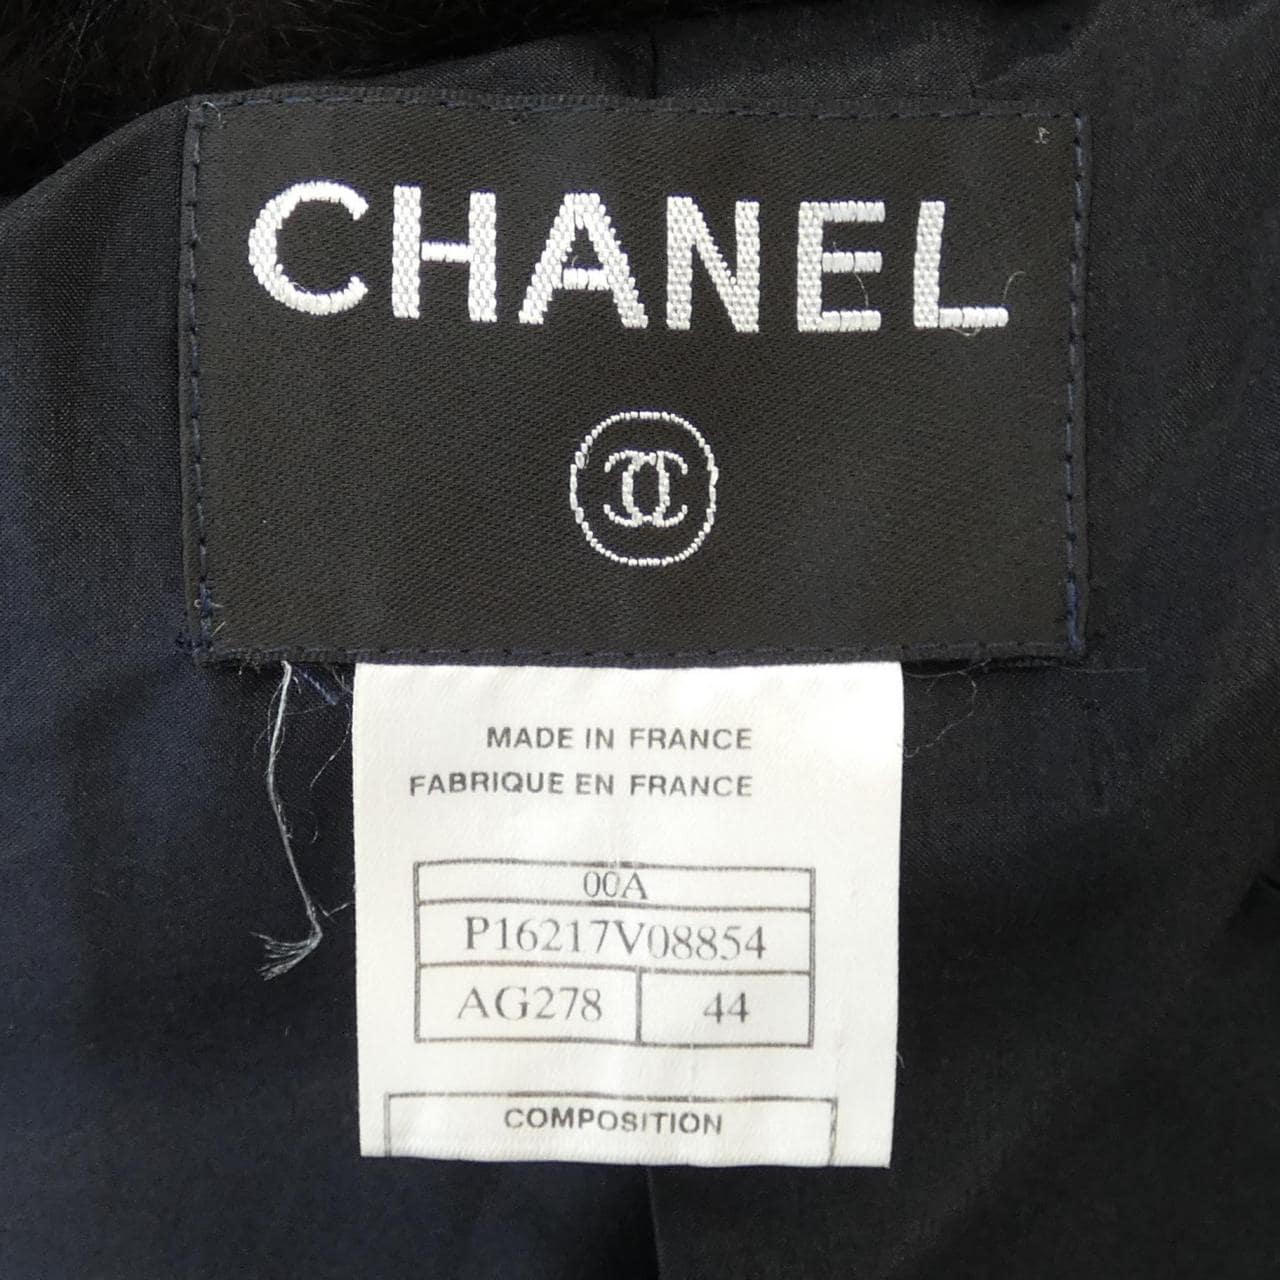 CHANEL
MADE IN FRANCE
FABRIQUE EN FRANCE
00A
P16217V08854
AG278 44
COMPOSITION